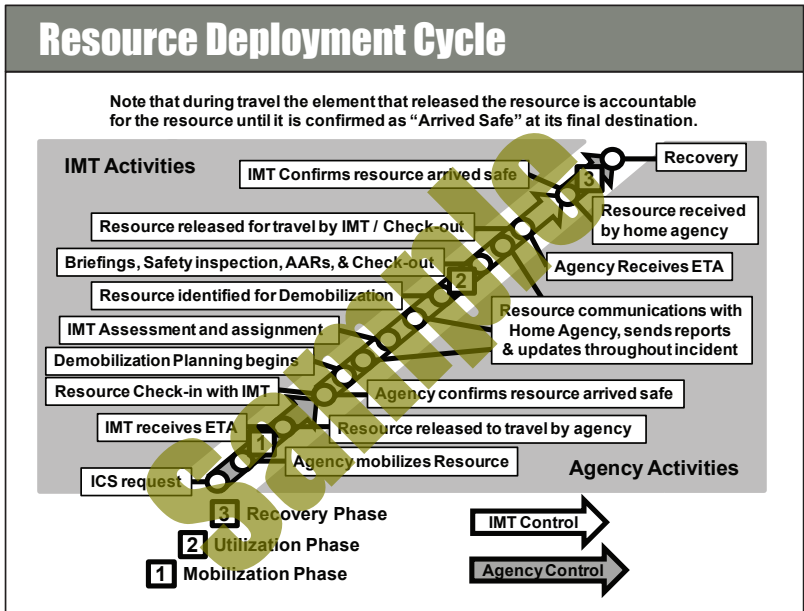 Resource Deployment Cycle
Note that during travel the element that released the resource is accountable
for the resource until it is confirmed as “Arrived Safe” at its final destination.
IMT Activities
Recovery
IMT Confirms resource arrived safe
3
Resource received
by home agency
Resource released for travel by IMT / Check-out
Briefings, Safety inspection, AARs, & Check-out
Agency Receives ETA
2
Resource identified for Demobilization
Resource communications with
Home Agency, sends reports
& updates throughout incident
IMT Assessment and assignment
Demobilization Planning begins
Resource Check-in with IMT
Agency confirms resource arrived safe
IMT receives ETA
1
Resource released to travel by agency
Agency mobilizes Resource
Agency Activities
ICS request
3 Recovery Phase
2 Utilization Phase
1 Mobilization Phase
IMT Control
Agency Control
Sample